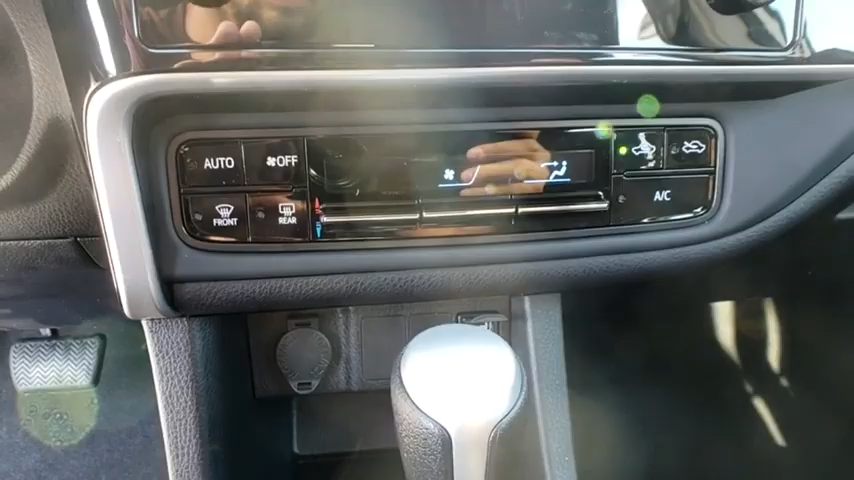 AUTO
OFF
FRONT
REAR
A/C